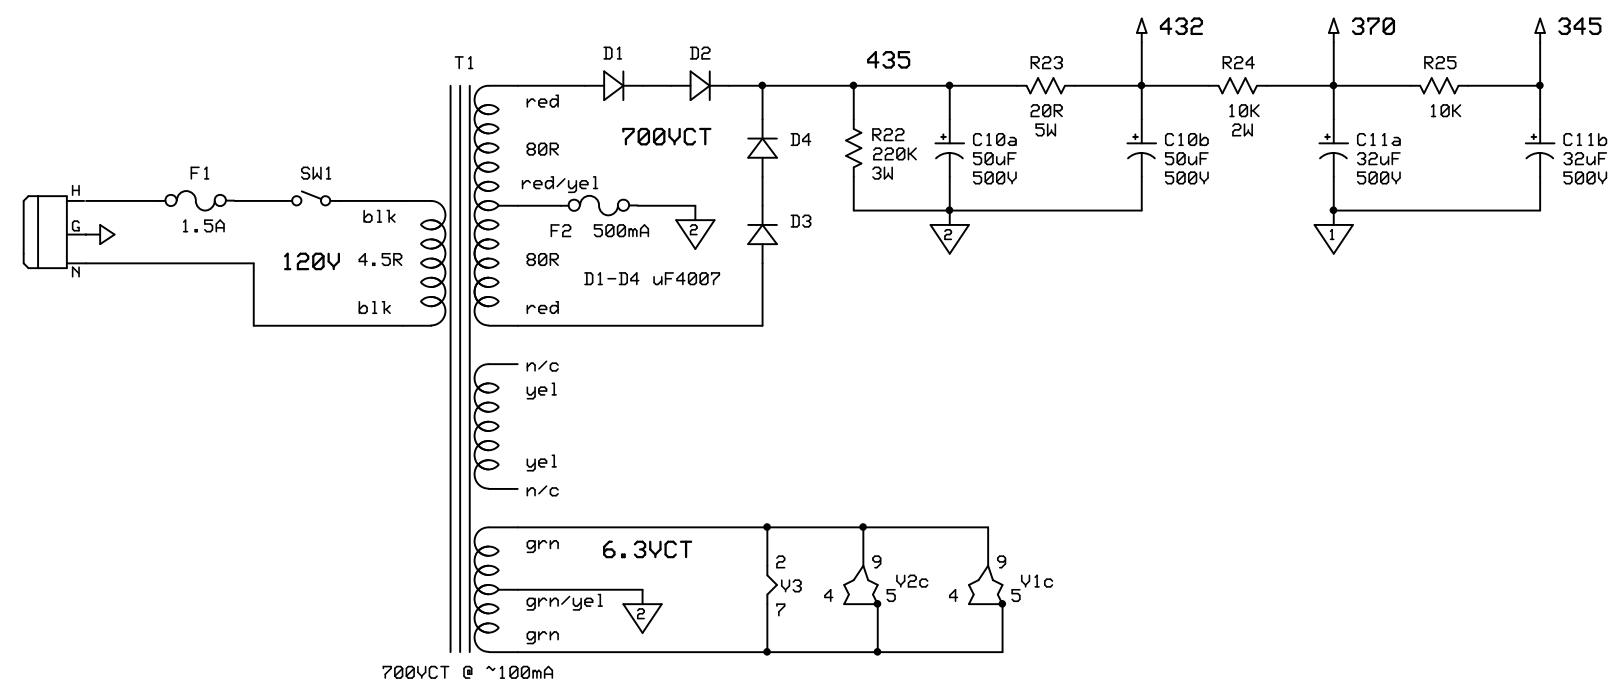 432
370
345
D1
D2
435
T1
R23
R24
R25
red
20R
5W
10K
2W
10K
700VCT
R22
220K
3W
D4
C10a
50uF
500V
C10b
50uF
500V
C11a
32uF
500V
C11b
32uF
500V
80R
F1
SW1
red/yel
H
blk
1.5A
G
F2
500mA
2
D3
2
1
120V
4.5R
80R
N
D1-D4 uF4007
blk
red
n/c
yel
yel
n/c
grn
6.3VCT
2
V3
7
9
V2c
4
5
9
V1c
4
5
grn/yel
2
grn
700VCT @ ~100mA